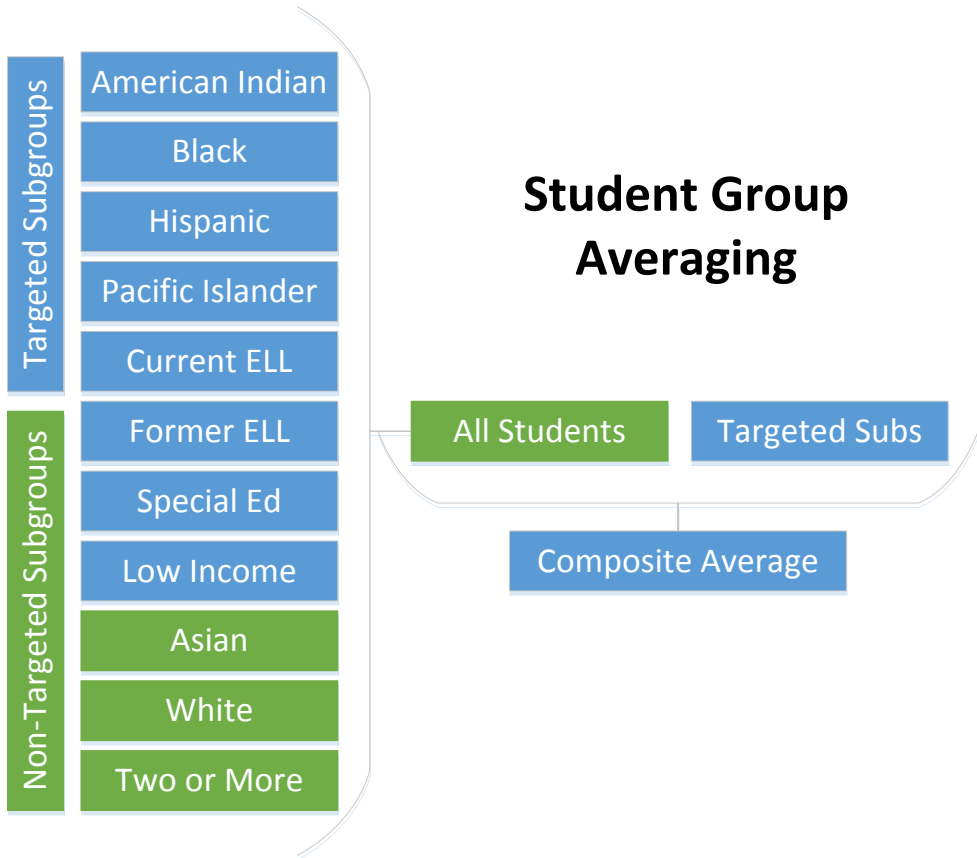 Targeted Subgroups
Non-Targeted Subgroups
American Indian
Black
Hispanic
Pacific Islander
Current ELL
Former ELL
Special Ed
Low Income
Asian
White
Two or More
Student Group
Averaging
All Students
Targeted Subs
Composite Average